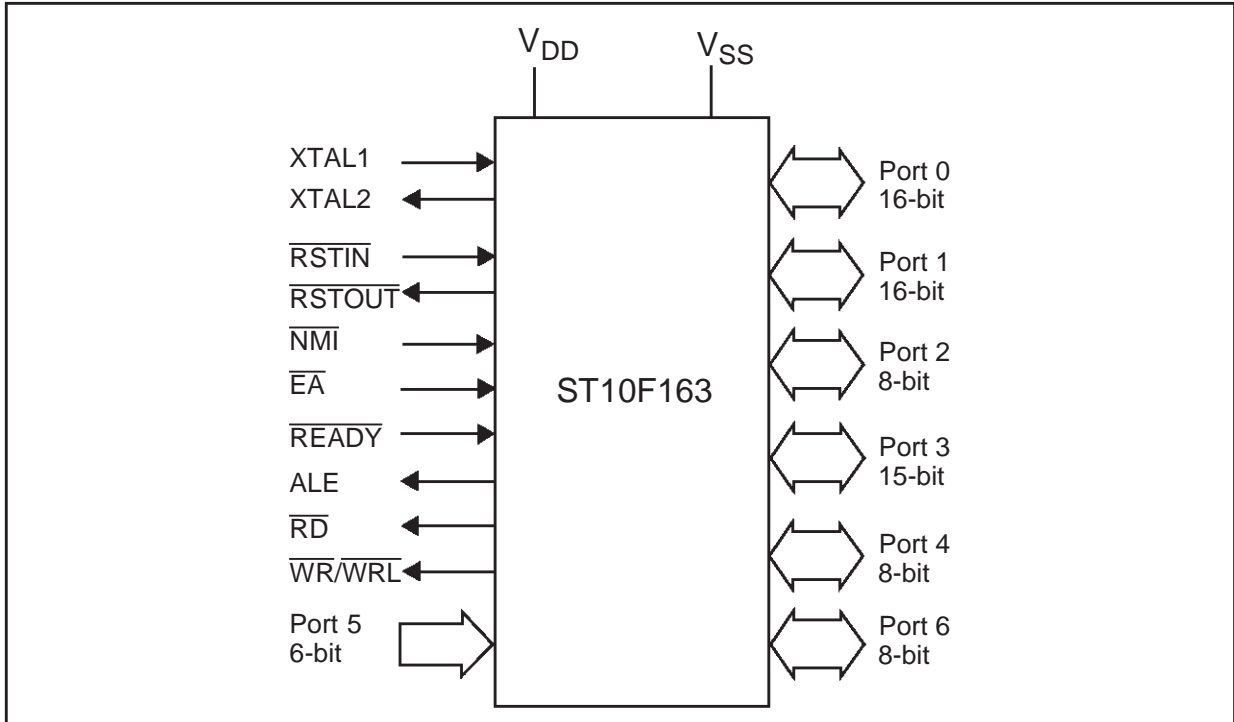 VDD
VSS
XTAL1
XTAL2
RSTIN
RSTOUT
NMI
EA
READY
ALE
RD
WR/WRL
Port 5
6-bit
ST10F163
Port 0
16-bit
Port 1
16-bit
Port 2
8-bit
Port 3
15-bit
Port 4
8-bit
Port 6
8-bit